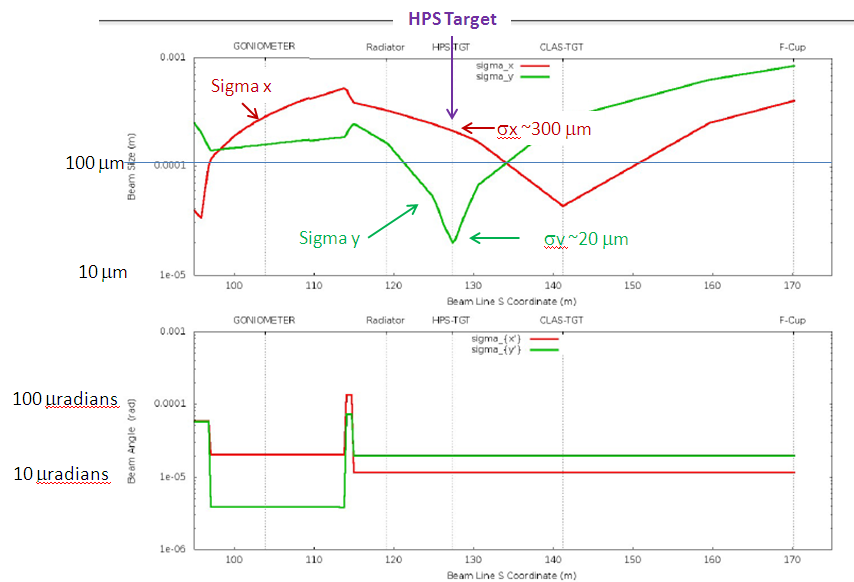 HPS Target
GONIOMETER Radiator HPS-TGT CLAS-TGT F-Cup
0.001
sigma_x
sigma_y
Sigma x
σx ~300 μm
100 μm
0.0001
Beam Size (m)
Sigma y
σy ~20 μm
10 μm
1e-05
100 110 120 130 140 150 160 170
Beam Line S Coordinate (m)
GONIOMETER Radiator HPS-TGT CLAS-TGT F-Cup
0.001
sigma_{x'}
sigma_{y'}
100 μradians
0.0001
Beam Angle (rad)
10 μradians
1e-05
1e-06
100 110 120 130 140 150 160 170
Beam Line S Coordinate (m)